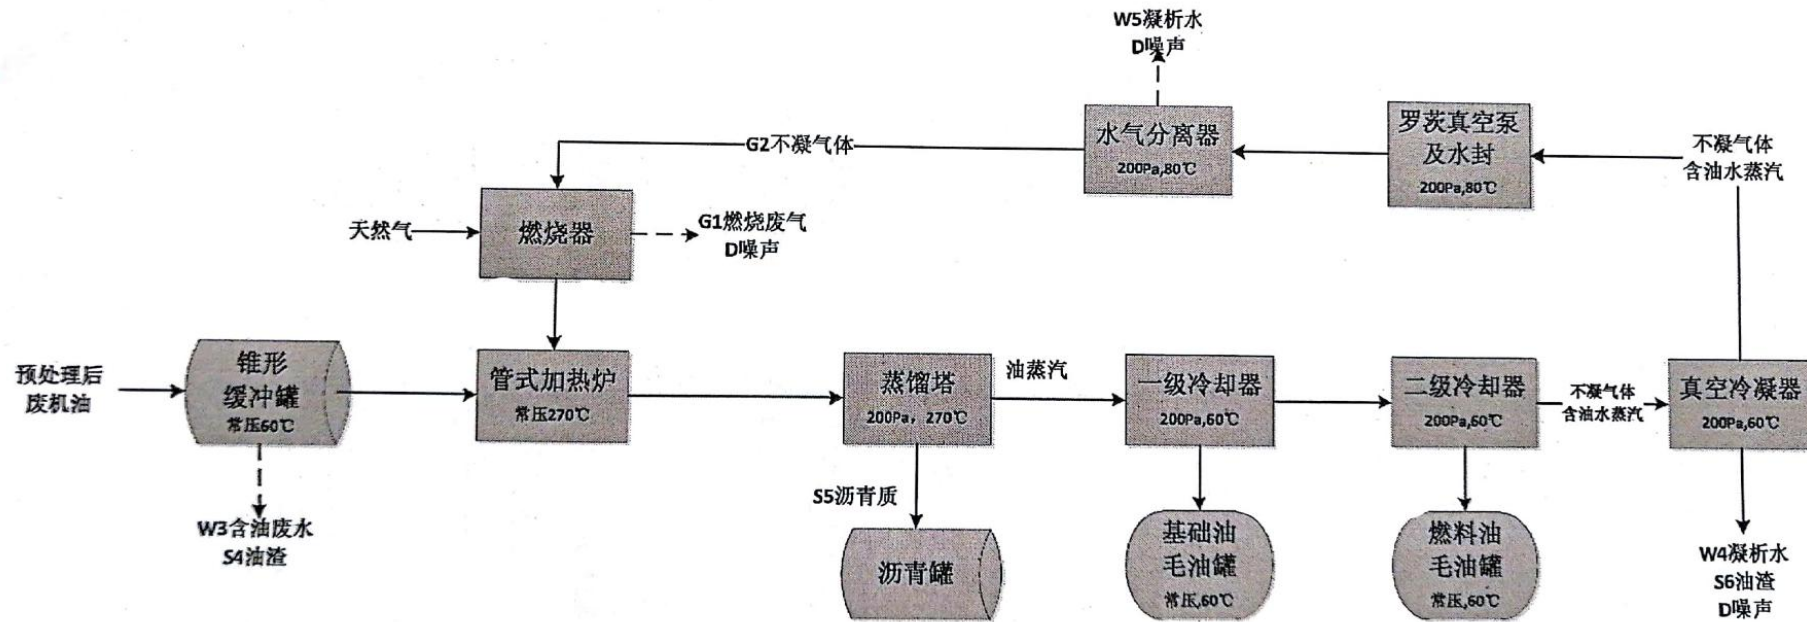 W5凝析水
D噪声
水气分离器
200Pa,80℃
罗茨真空泵
及水封
200Pa,80℃
不凝气体
含油水蒸汽
G2不凝气体
天然气
燃烧器
G1燃烧废气
D噪声
预处理后
废机油
锥形
缓冲罐
常压60℃
管式加热炉
常压270℃
蒸馏塔
200Pa，270℃
油蒸汽
一级冷却器
200Pa,60℃
二级冷却器
200Pa,60℃
不凝气体
含油水蒸汽
真空冷凝器
200Pa,60℃
W3含油废水
S4油渣
S5沥青质
沥青罐
基础油
毛油罐
常压,60℃
燃料油
毛油罐
常压,60℃
W4凝析水
S6油渣
D噪声